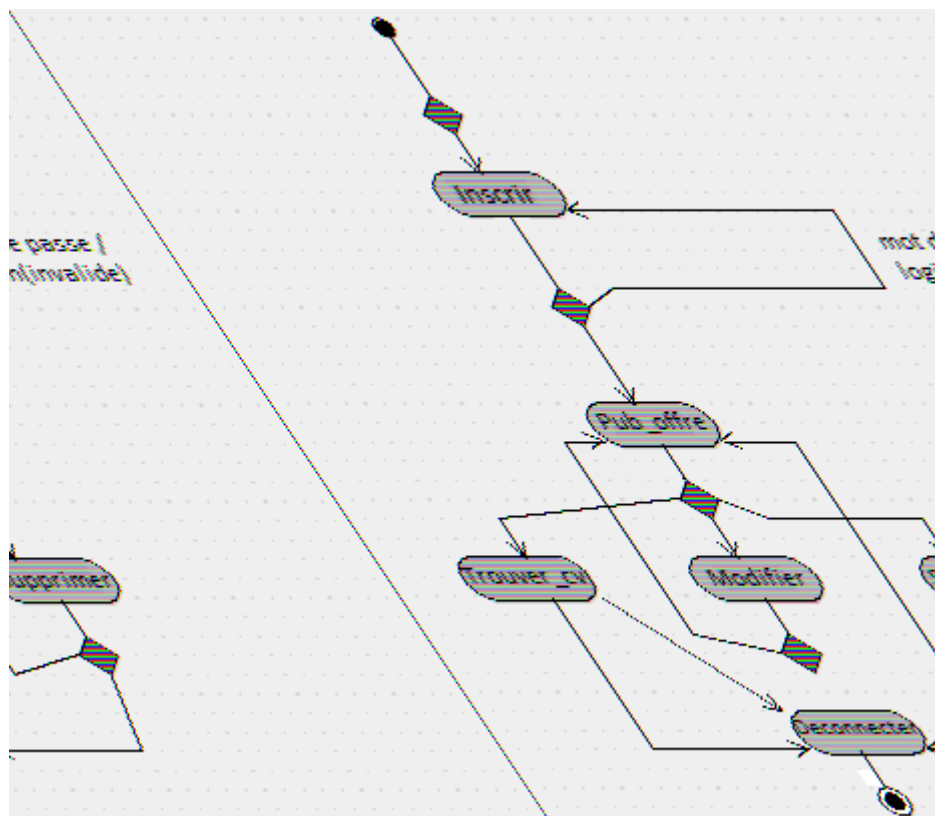 Inscrir
e passe /
n(invalide)
mot d
logi
Pub_offre
upprimer
Trouver_cv
Modifier
Deconnecter